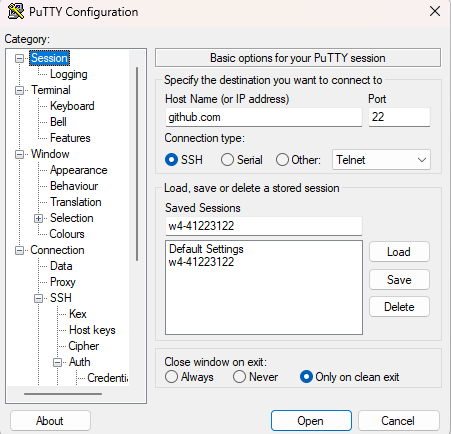 PuTTY Configuration
Category:
Session
Logging
Terminal
Keyboard
Bell
Features
Window
Appearance
Behaviour
Translation
Selection
Colours
Connection
Data
Proxy
SSH
Kex
Host keys
Cipher
Auth
Credentia
Basic options for your PuTTY session
Specify the destination you want to connect to
Host Name (or IP address) Port
github.com 22
Connection type:
SSH Serial Other: Telnet
Load, save or delete a stored session
Saved Sessions
w4-41223122
Default Settings
w4-41223122
Load
Save
Delete
Close window on exit:
Always Never Only on clean exit
About Open Cancel